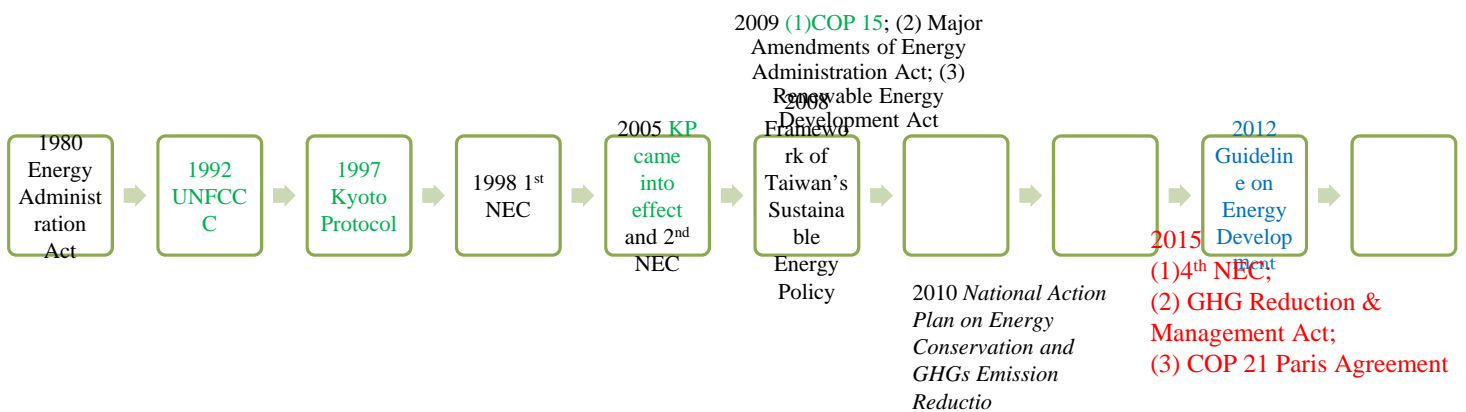 1980
Energy
Administ
ration
Act
1992
UNFCC
C
1997
Kyoto
Protocol
1998 1st
NEC
2005 KP
came
into
effect
and 2nd
NEC
2008
Framewo
rk of
Taiwan’s
Sustaina
ble
Energy
Policy
2009 (1)COP 15; (2) Major
Amendments of Energy
Administration Act; (3)
Renewable Energy
Development Act
2010 National Action
Plan on Energy
Conservation and
GHGs Emission
Reductio
2012
Guidelin
e on
Energy
Develop
ment
2015
(1)4th NEC;
(2) GHG Reduction &
Management Act;
(3) COP 21 Paris Agreement